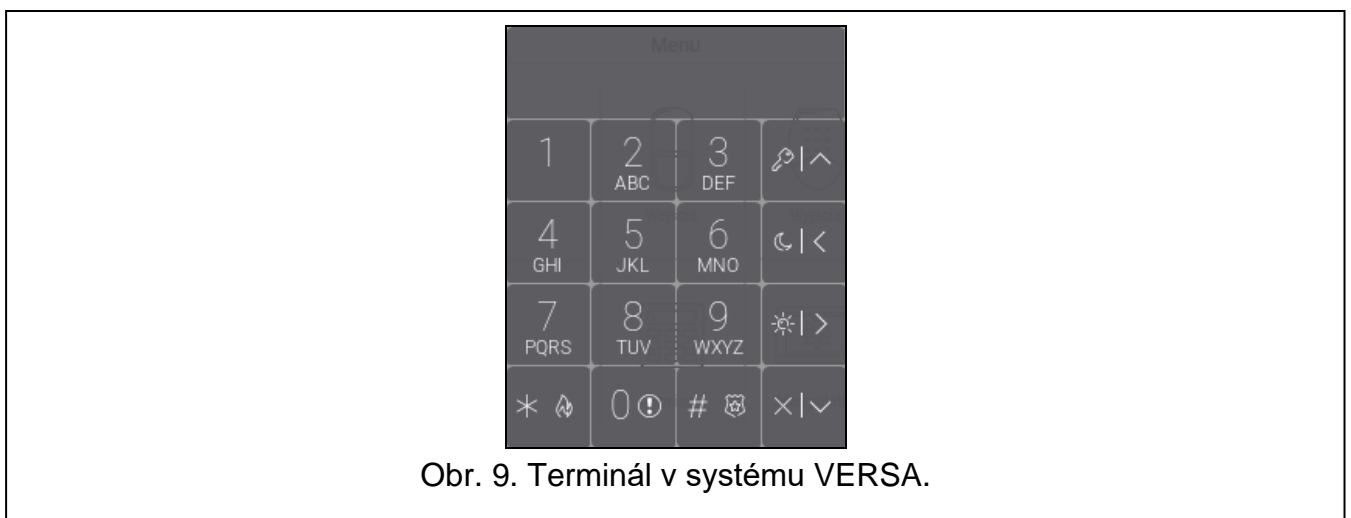 Menu
1 2 3
ABC DEF
4 5 6
GHI JKL MNO
7 8 9
PQRS TUV WXYZ
* 0 #
Obr. 9. Terminál v systému VERSA.